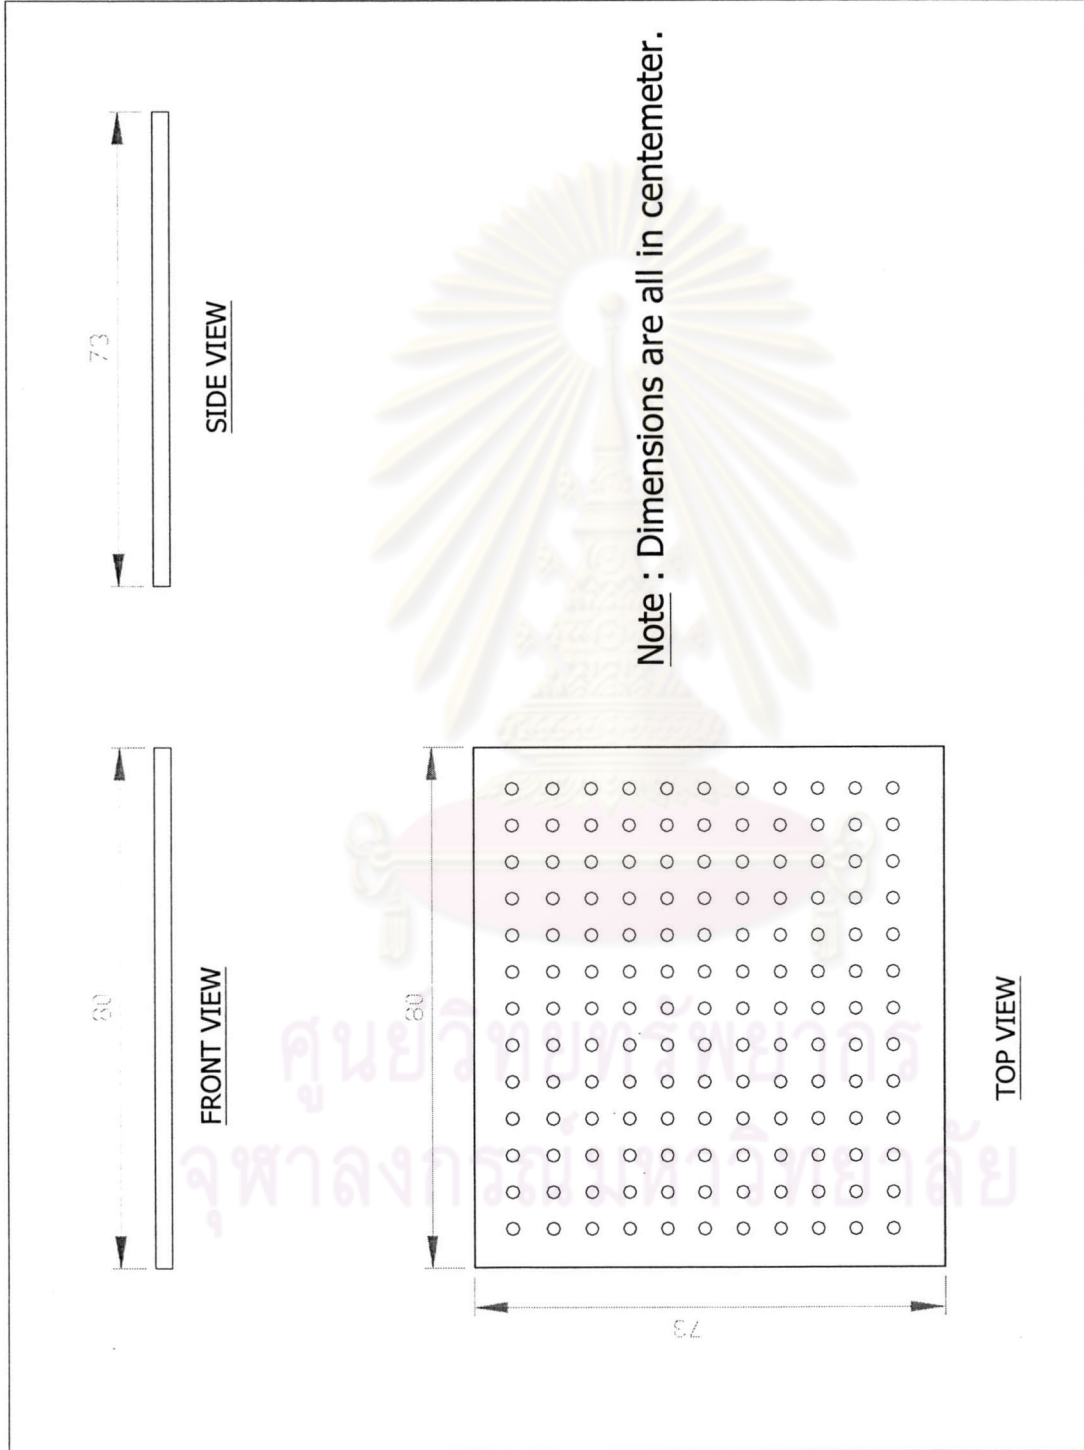 80
FRONT VIEW
73
SIDE VIEW
80
73
TOP VIEW
Note : Dimensions are all in centemeter.
ศูนย์วิทยทรัพยากร
จุฬาลงกรณ์มหาวิทยาลัย